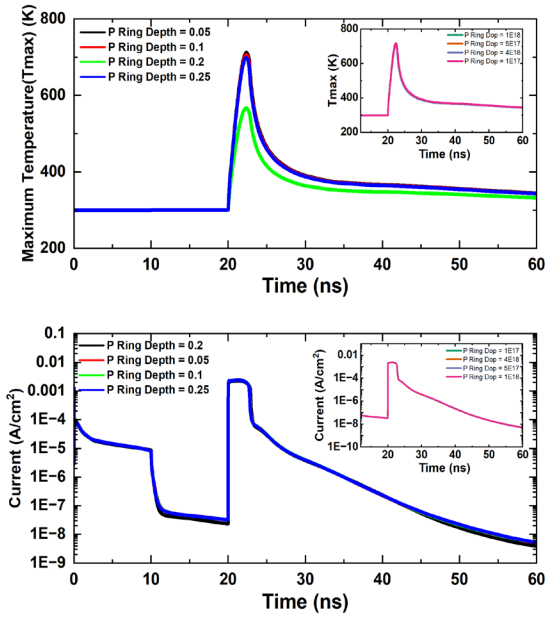 P Ring Depth = 0.05
P Ring Depth = 0.1
P Ring Depth = 0.2
P Ring Depth = 0.25
P Ring Dop = 1E18
P Ring Dop = 5E17
P Ring Dop = 4E18
P Ring Dop = 1E17
Tmax (K)
800
600
400
200
0 10 20 30 40 50 60
Time (ns)
Maximum Temperature(Tmax) (K)
800
600
400
200
0 10 20 30 40 50 60
Time (ns)
P Ring Depth = 0.2
P Ring Depth = 0.05
P Ring Depth = 0.1
P Ring Depth = 0.25
P Ring Dop = 1E17
P Ring Dop = 4E18
P Ring Dop = 5E17
P Ring Dop = 1E18
Current (A/cm²)
0.01
1E-4
1E-6
1E-8
1E-10
0 10 20 30 40 50 60
Time (ns)
Current (A/cm²)
0.1
0.01
0.001
1E−4
1E−5
1E−6
1E−7
1E−8
1E−9
0 10 20 30 40 50 60
Time (ns)